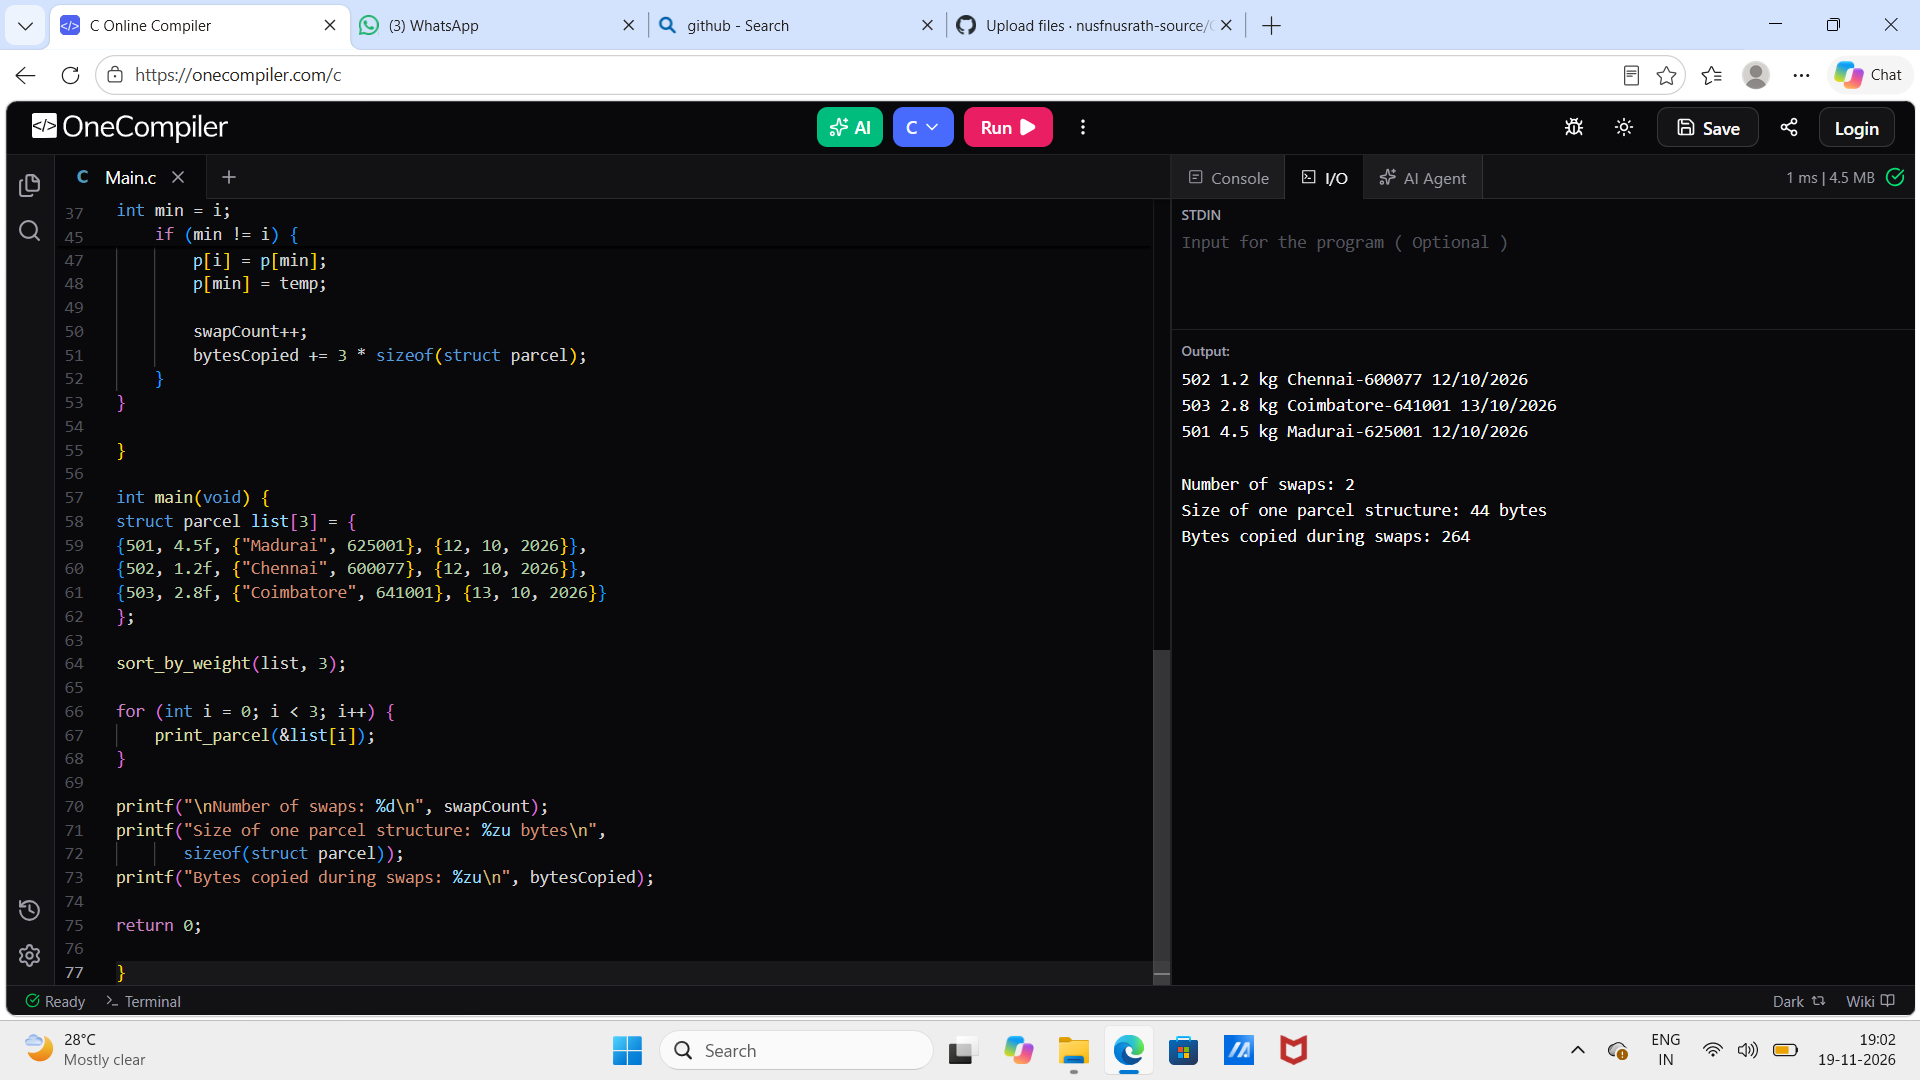 C Online Compiler
(3) WhatsApp
github - Search
Upload files · nusfnusrath-source/
https://onecompiler.com/c
Chat
OneCompiler
AI
C
Run
Save
Login
C Main.c
Console
I/O
AI Agent
1 ms | 4.5 MB
37 int min = i;
45 if (min != i) {
47 p[i] = p[min];
48 p[min] = temp;
49
50 swapCount++;
51 bytesCopied += 3 * sizeof(struct parcel);
52 }
53 }
54
55 }
56
57 int main(void) {
58 struct parcel list[3] = {
59 {501, 4.5f, {"Madurai", 625001}, {12, 10, 2026}},
60 {502, 1.2f, {"Chennai", 600077}, {12, 10, 2026}},
61 {503, 2.8f, {"Coimbatore", 641001}, {13, 10, 2026}}
62 };
63
64 sort_by_weight(list, 3);
65
66 for (int i = 0; i < 3; i++) {
67 print_parcel(&list[i]);
68 }
69
70 printf("\nNumber of swaps: %d\n", swapCount);
71 printf("Size of one parcel structure: %zu bytes\n",
72 sizeof(struct parcel));
73 printf("Bytes copied during swaps: %zu\n", bytesCopied);
74
75 return 0;
76
77 }
STDIN
Input for the program ( Optional )
Output:
502 1.2 kg Chennai-600077 12/10/2026
503 2.8 kg Coimbatore-641001 13/10/2026
501 4.5 kg Madurai-625001 12/10/2026
Number of swaps: 2
Size of one parcel structure: 44 bytes
Bytes copied during swaps: 264
Ready
Terminal
Dark
Wiki
28°C
Mostly clear
Search
ENG
IN
19:02
19-11-2026